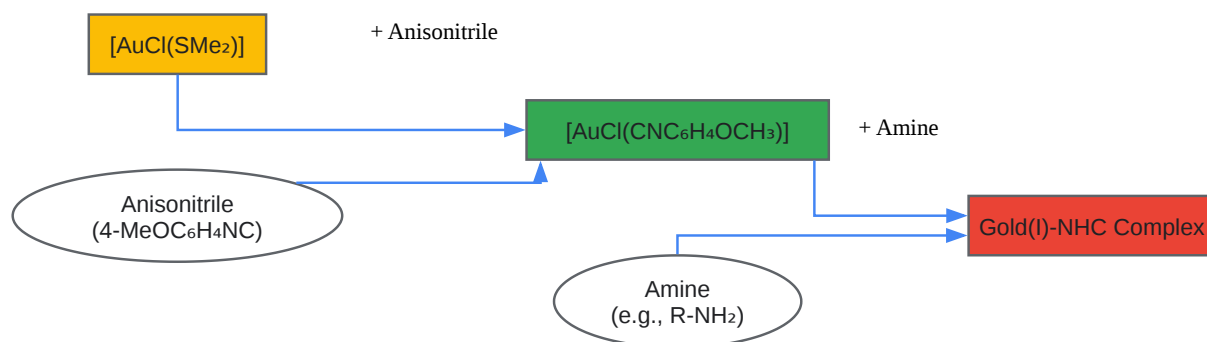 [AuCl(SMe₂)]
+ Anisonitrile
[AuCl(CNC₆H₄OCH₃)]
+ Amine
Anisonitrile
(4-MeOC₆H₄NC)
Gold(I)-NHC Complex
Amine
(e.g., R-NH₂)